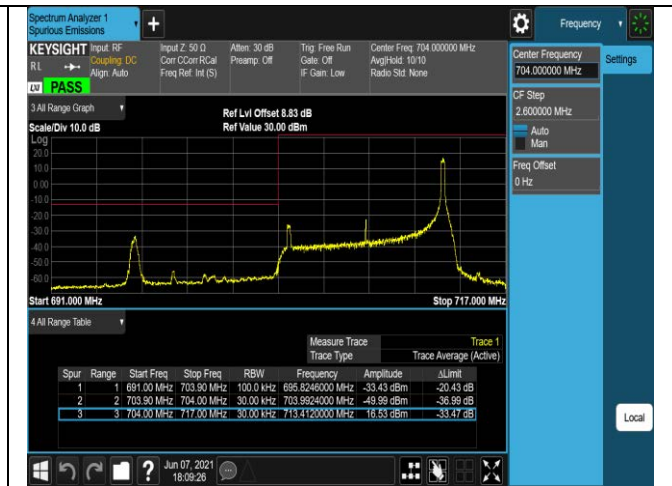 Spectrum Analyzer 1
Spurious Emissions
Frequency
KEYSIGHT
RL
Input: RF
Coupling: DC
Align: Auto
Input Z: 50 Ω
Corr CCorr RCal
Freq Ref: Int (S)
Atten: 30 dB
Preamp: Off
Trig: Free Run
Gate: Off
IF Gain: Low
Center Freq: 704.000000 MHz
Avg|Hold: 10/10
Radio Std: None
PASS
Center Frequency
704.000000 MHz
Settings
CF Step
2.600000 MHz
Auto
Man
Freq Offset
0 Hz
3 All Range Graph
Scale/Div 10.0 dB
Ref Lvl Offset 8.83 dB
Ref Value 30.00 dBm
Log
20.0
10.0
0.00
-10.0
-20.0
-30.0
-40.0
-50.0
-60.0
Start 691.000 MHz
Stop 717.000 MHz
4 All Range Table
Measure Trace Trace 1
Trace Type Trace Average (Active)
Spur Range Start Freq Stop Freq RBW Frequency Amplitude ΔLimit
1 1 691.00 MHz 703.90 MHz 100.0 kHz 695.8246000 MHz -33.43 dBm -20.43 dB
2 2 703.90 MHz 704.00 MHz 30.00 kHz 703.9924000 MHz -49.99 dBm -36.99 dB
3 3 704.00 MHz 717.00 MHz 30.00 kHz 713.4120000 MHz 16.53 dBm -33.47 dB
Local
Jun 07, 2021
18:09:26